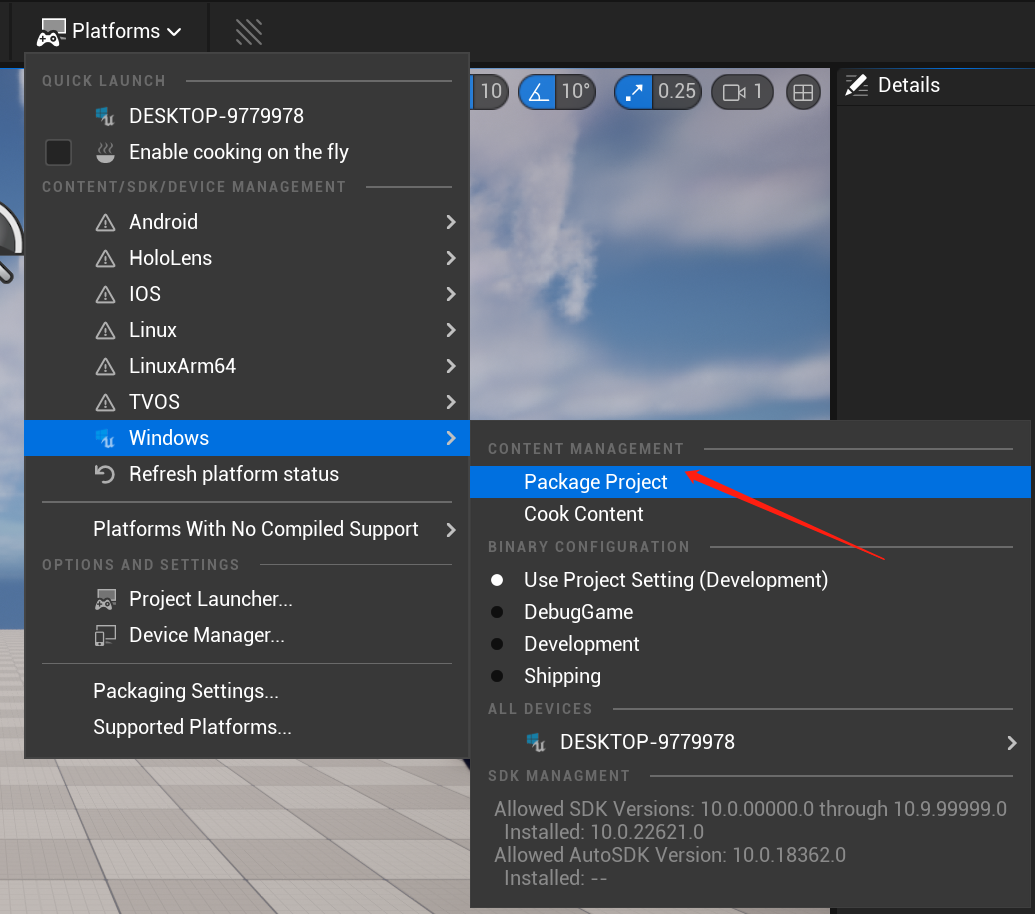 Platforms
QUICK LAUNCH
DESKTOP-9779978
Enable cooking on the fly
CONTENT/SDK/DEVICE MANAGEMENT
Android
HoloLens
IOS
Linux
LinuxArm64
TVOS
Windows
Refresh platform status
Platforms With No Compiled Support
OPTIONS AND SETTINGS
Project Launcher...
Device Manager...
Packaging Settings...
Supported Platforms...
10
10°
0.25
1
Details
CONTENT MANAGEMENT
Package Project
Cook Content
BINARY CONFIGURATION
Use Project Setting (Development)
DebugGame
Development
Shipping
ALL DEVICES
DESKTOP-9779978
SDK MANAGMENT
Allowed SDK Versions: 10.0.00000.0 through 10.9.99999.0
Installed: 10.0.22621.0
Allowed AutoSDK Version: 10.0.18362.0
Installed: --